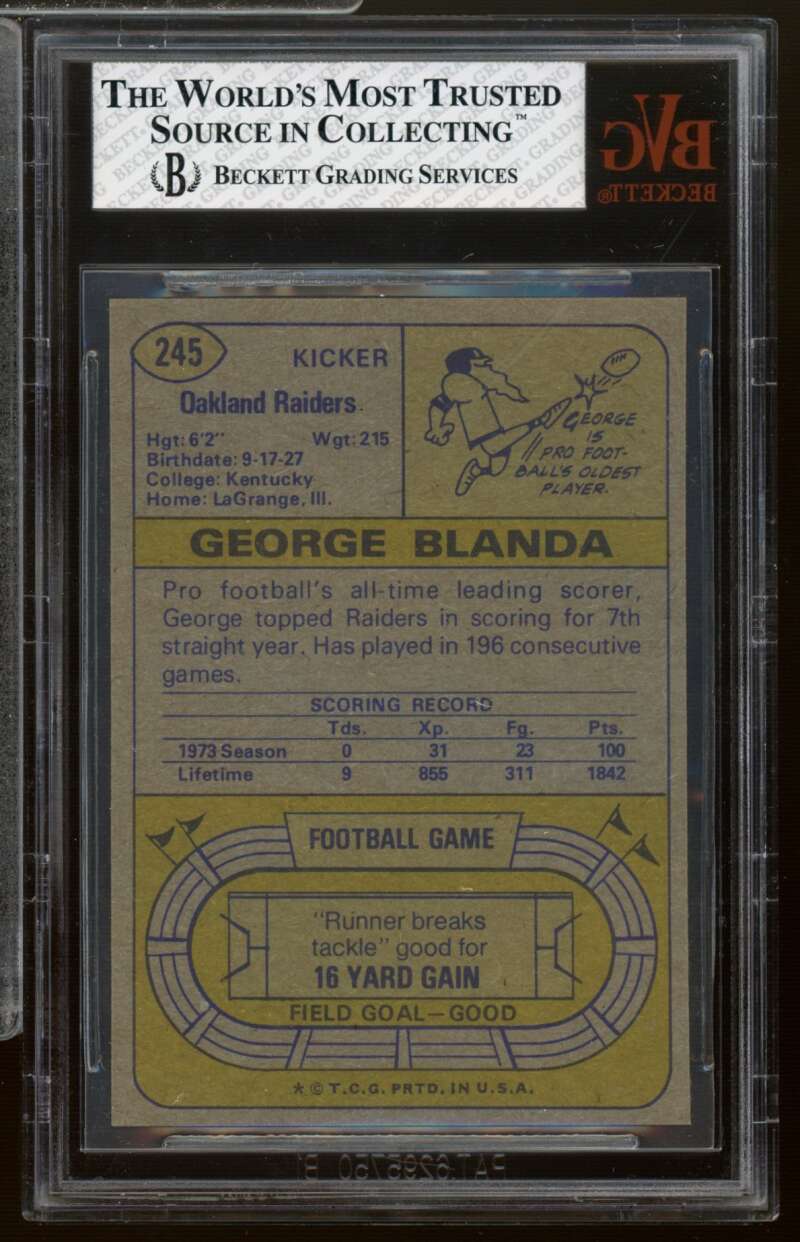 THE WORLD'S MOST TRUSTED
SOURCE IN COLLECTING™
B BECKETT GRADING SERVICES
BVG
BECKETT®
245
KICKER
Oakland Raiders
Hgt: 6'2" Wgt: 215
Birthdate: 9-17-27
College: Kentucky
Home: LaGrange, Ill.
GEORGE
IS
PRO FOOT-
BALL'S OLDEST
PLAYER.
GEORGE BLANDA
Pro football's all-time leading scorer,
George topped Raiders in scoring for 7th
straight year. Has played in 196 consecutive
games.
SCORING RECORD
Tds. Xp. Fg. Pts.
1973 Season 0 31 23 100
Lifetime 9 855 311 1842
FOOTBALL GAME
"Runner breaks
tackle" good for
16 YARD GAIN
FIELD GOAL—GOOD
* © T.C.G. PRTD. IN U.S.A.
PAT. 6295750 B1